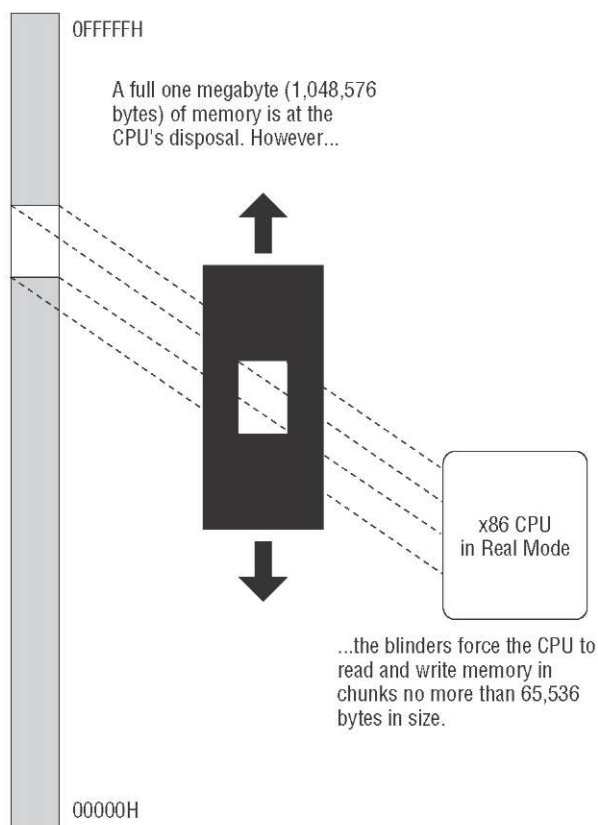 0FFFFFH
A full one megabyte (1,048,576
bytes) of memory is at the
CPU's disposal. However...
x86 CPU
in Real Mode
...the blinders force the CPU to
read and write memory in
chunks no more than 65,536
bytes in size.
00000H